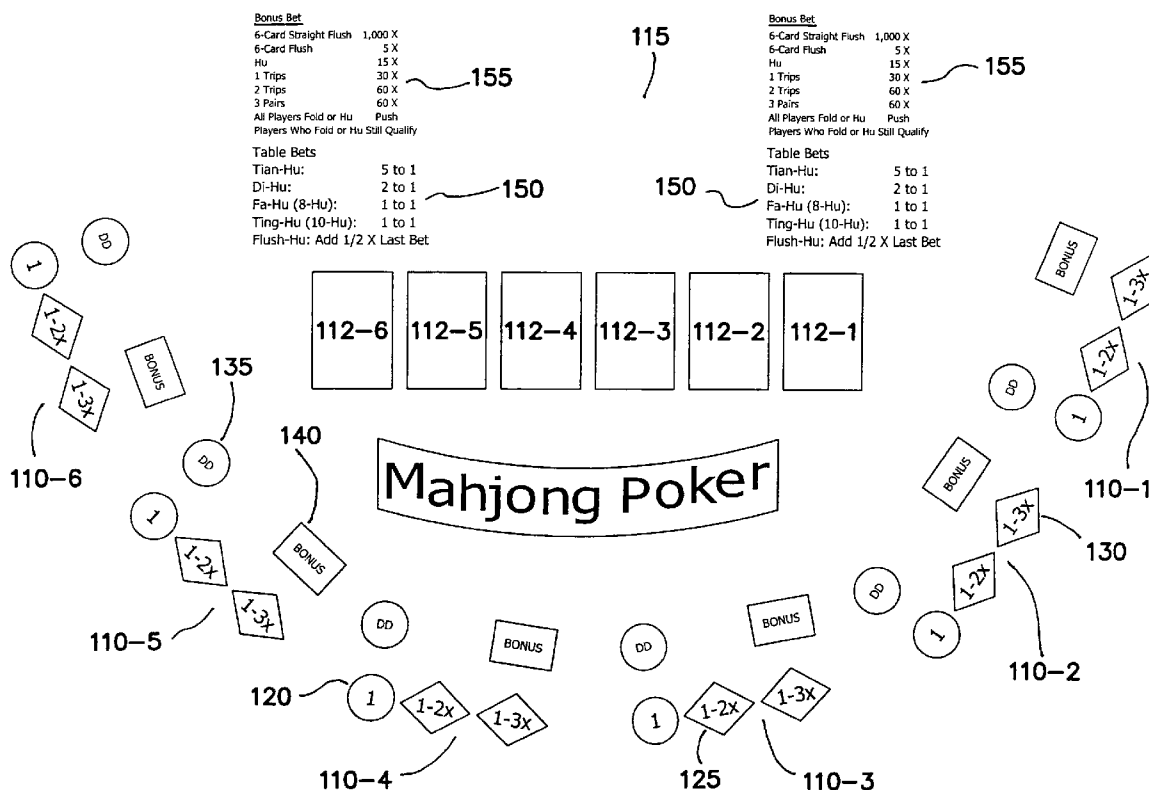 Bonus Bet
6-Card Straight Flush 1,000 X
6-Card Flush 5 X
Hu 15 X
1 Trips 30 X
2 Trips 60 X
3 Pairs 60 X
All Players Fold or Hu Push
Players Who Fold or Hu Still Qualify
155
Table Bets
Tian-Hu: 5 to 1
Di-Hu: 2 to 1
Fa-Hu (8-Hu): 1 to 1
Ting-Hu (10-Hu): 1 to 1
Flush-Hu: Add 1/2 X Last Bet
150
115
Bonus Bet
6-Card Straight Flush 1,000 X
6-Card Flush 5 X
Hu 15 X
1 Trips 30 X
2 Trips 60 X
3 Pairs 60 X
All Players Fold or Hu Push
Players Who Fold or Hu Still Qualify
155
Table Bets
Tian-Hu: 5 to 1
Di-Hu: 2 to 1
Fa-Hu (8-Hu): 1 to 1
Ting-Hu (10-Hu): 1 to 1
Flush-Hu: Add 1/2 X Last Bet
150
112-6 112-5 112-4 112-3 112-2 112-1
Mahjong Poker
DD
1
1-2x
1-3x
BONUS
110-6
135
DD
140
1
1-2x
1-3x
BONUS
110-5
DD
BONUS
120
1
1-2x
1-3x
110-4
DD
BONUS
1
1-2x
1-3x
125
110-3
DD
BONUS
1
1-2x
1-3x
130
110-2
DD
BONUS
1
1-2x
1-3x
110-1